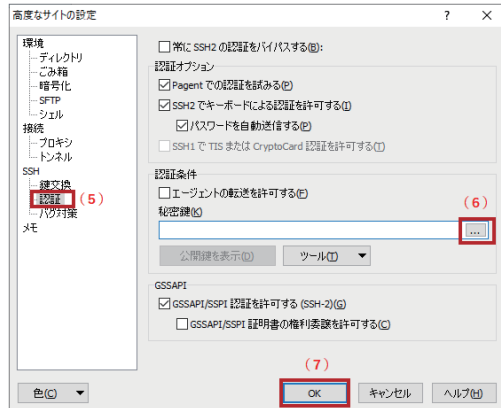 高度なサイトの設定
?
×
環境
ディレクトリ
ごみ箱
暗号化
SFTP
シェル
接続
プロキシ
トンネル
SSH
鍵交換
認証
(5)
バグ対策
メモ
常に SSH2 の認証をバイパスする(B):
認証オプション
Pagent での認証を試みる(P)
SSH2 でキーボードによる認証を許可する(I)
パスワードを自動送信する(P)
SSH1 で TIS または CryptoCard 認証を許可する(T)
認証条件
エージェントの転送を許可する(F)
秘密鍵(K)
(6)
...
公開鍵を表示(D)
ツール(T)
GSSAPI
GSSAPI/SSPI 認証を許可する (SSH-2)(G)
GSSAPI/SSPI 証明書の権利委譲を許可する(C)
(7)
色(C)
OK
キャンセル
ヘルプ(H)